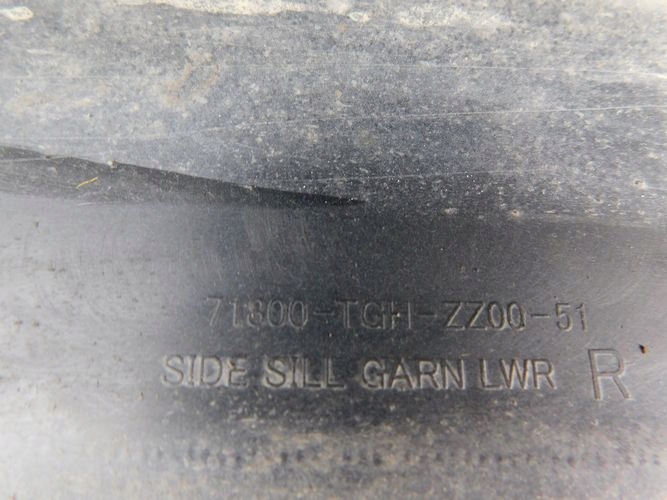 71800-TGH-ZZ00-51
SIDE SILL GARN LWR R